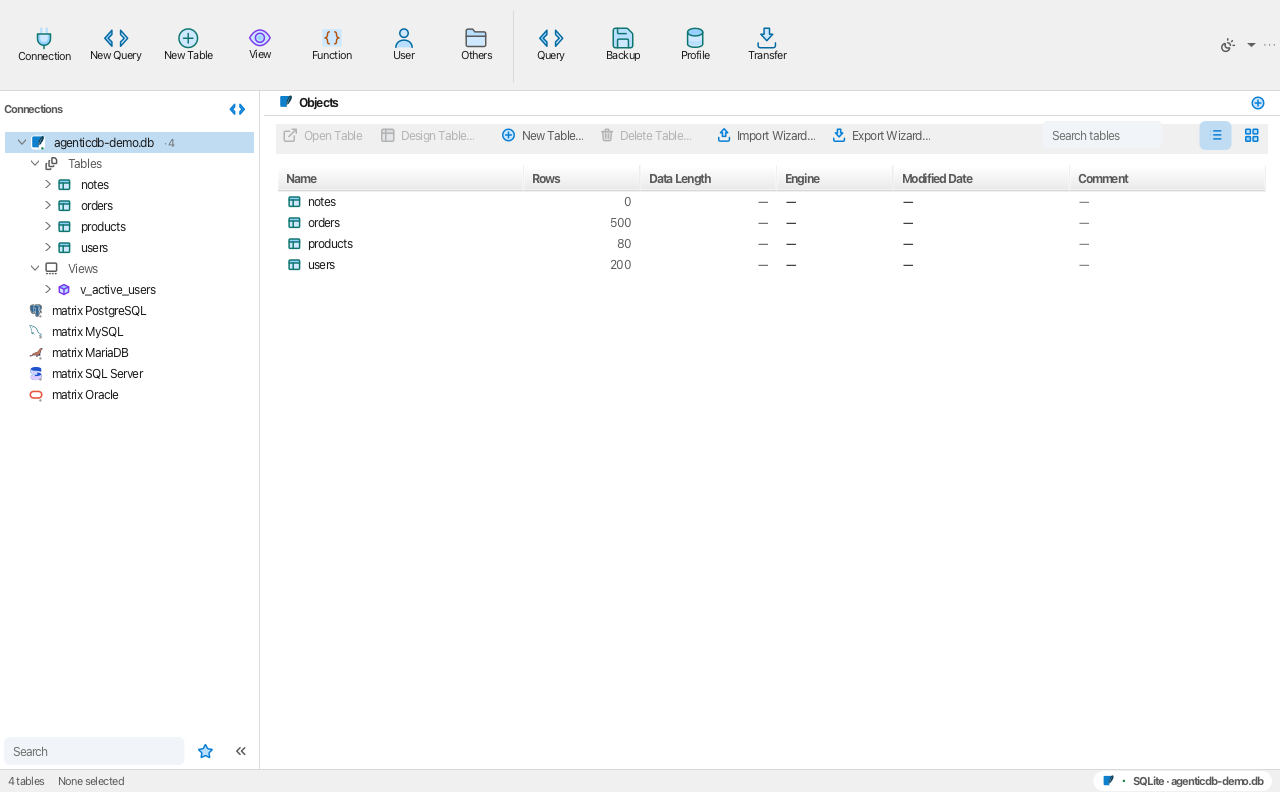 Connection New Query New Table View Function User Others Query Backup Profile Transfer
Connections
Objects
agenticdb-demo.db · 4
Tables
notes
orders
products
users
Views
v_active_users
matrix PostgreSQL
matrix MySQL
matrix MariaDB
matrix SQL Server
matrix Oracle
Open Table Design Table... New Table... Delete Table... Import Wizard... Export Wizard... Search tables
Name Rows Data Length Engine Modified Date Comment
notes 0 — — — —
orders 500 — — — —
products 80 — — — —
users 200 — — — —
Search
4 tables None selected
· SQLite · agenticdb-demo.db